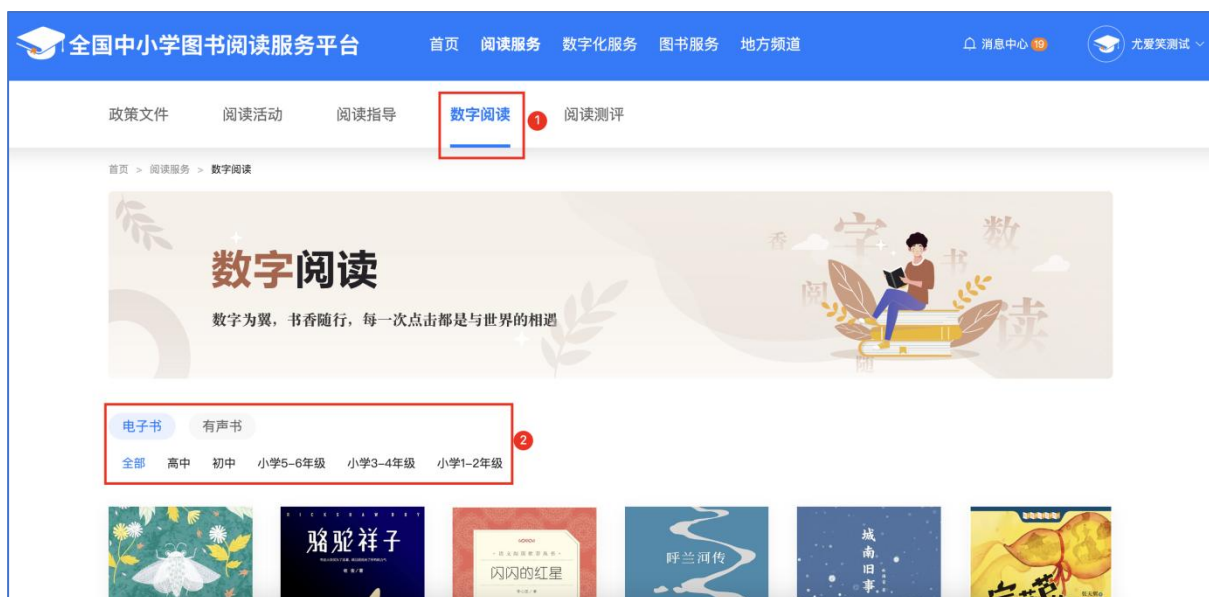 全国中小学图书阅读服务平台 首页 阅读服务 数字化服务 图书服务 地方频道 消息中心 19 尤爱笑测试
政策文件 阅读活动 阅读指导 数字阅读 1 阅读测评
首页 > 阅读服务 > 数字阅读
香 字 数 书 阅 读 随
数字阅读
数字为翼，书香随行，每一次点击都是与世界的相遇
电子书 有声书
2
全部 高中 初中 小学5-6年级 小学3-4年级 小学1-2年级
RICKSHAW BOY
骆驼祥子
闪闪的红星
呼兰河传
城南旧事